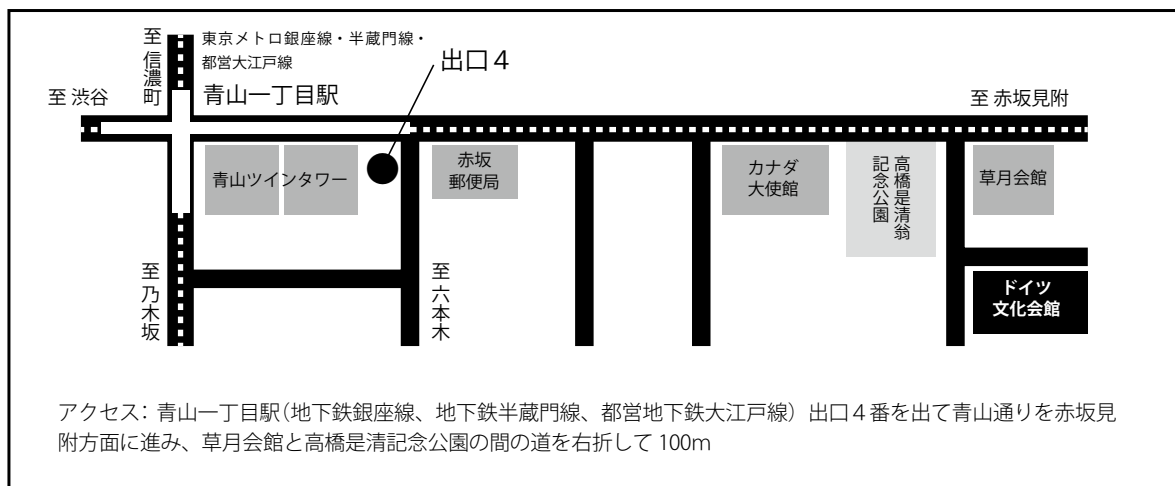 至 信濃町
東京メトロ銀座線・半蔵門線・
都営大江戸線
出口４
至 渋谷
青山一丁目駅
至 赤坂見附
青山ツインタワー
赤坂
郵便局
カナダ
大使館
高橋是清翁
記念公園
草月会館
至 乃木坂
至 六本木
ドイツ
文化会館
アクセス：青山一丁目駅（地下鉄銀座線、地下鉄半蔵門線、都営地下鉄大江戸線）出口４番を出て青山通りを赤坂見
附方面に進み、草月会館と高橋是清記念公園の間の道を右折して 100m